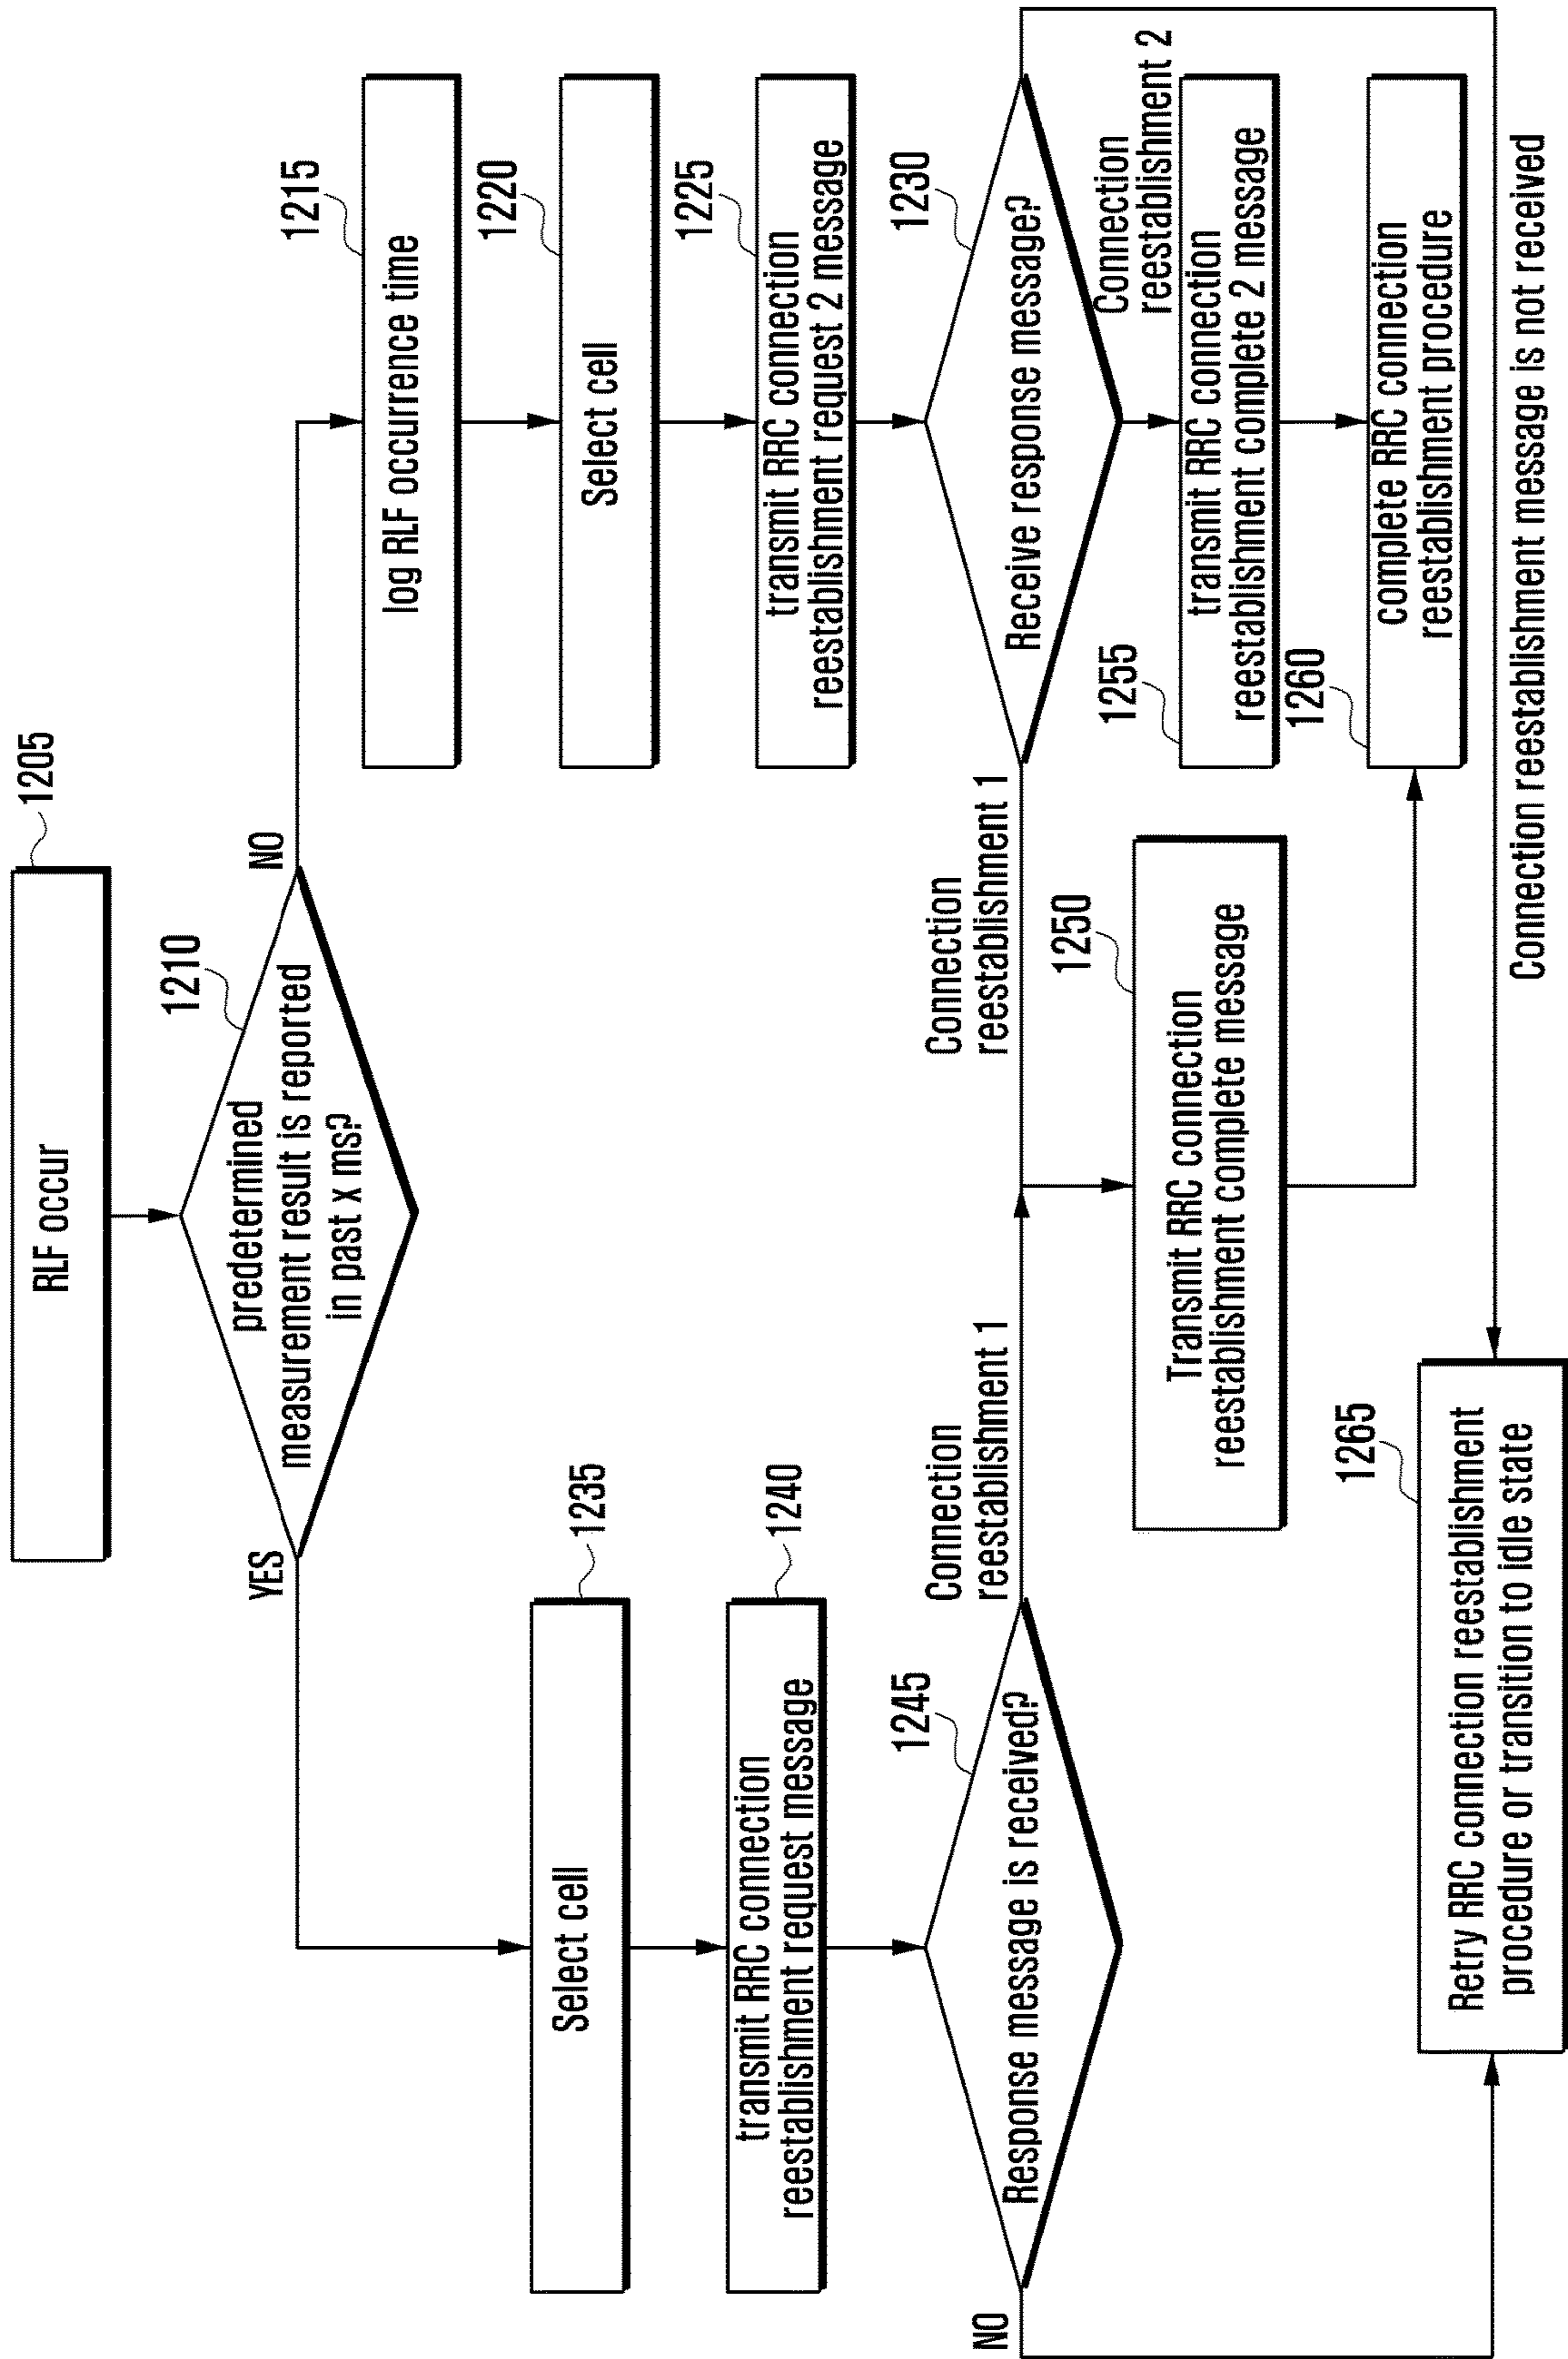 RLF occur
1205
predetermined
measurement result is reported
in past x ms?
1210
YES
NO
Select cell
1235
transmit RRC connection
reestablishment request message
1240
Response message is received?
1245
NO
Connection
reestablishment 1
log RLF occurrence time
1215
Select cell
1220
transmit RRC connection
reestablishment request 2 message
1225
Receive response message?
1230
Connection
reestablishment 1
Connection
reestablishment 2
Transmit RRC connection
reestablishment complete message
1250
transmit RRC connection
reestablishment complete 2 message
1255
complete RRC connection
reestablishment procedure
1260
Retry RRC connection reestablishment
procedure or transition to idle state
1265
Connection reestablishment message is not received